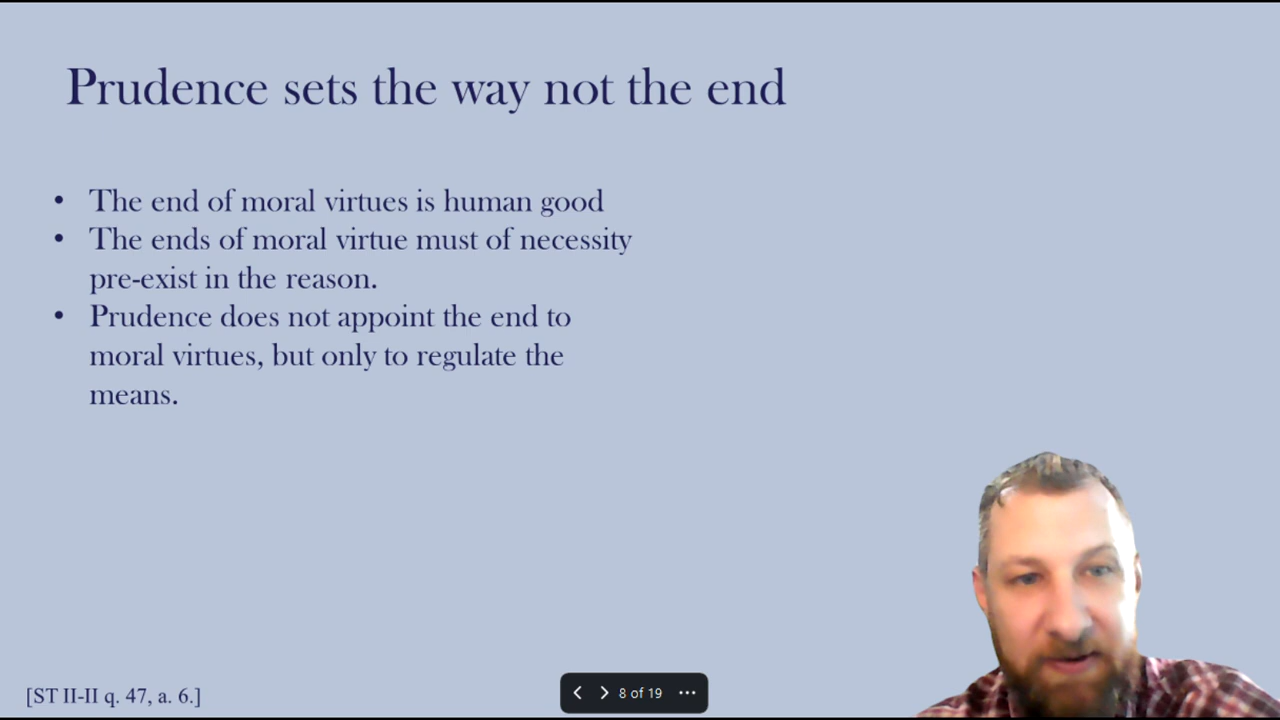 Prudence sets the way not the end
• The end of moral virtues is human good
• The ends of moral virtue must of necessity
pre-exist in the reason.
• Prudence does not appoint the end to
moral virtues, but only to regulate the
means.
[ST II-II q. 47, a. 6.]
8 of 19